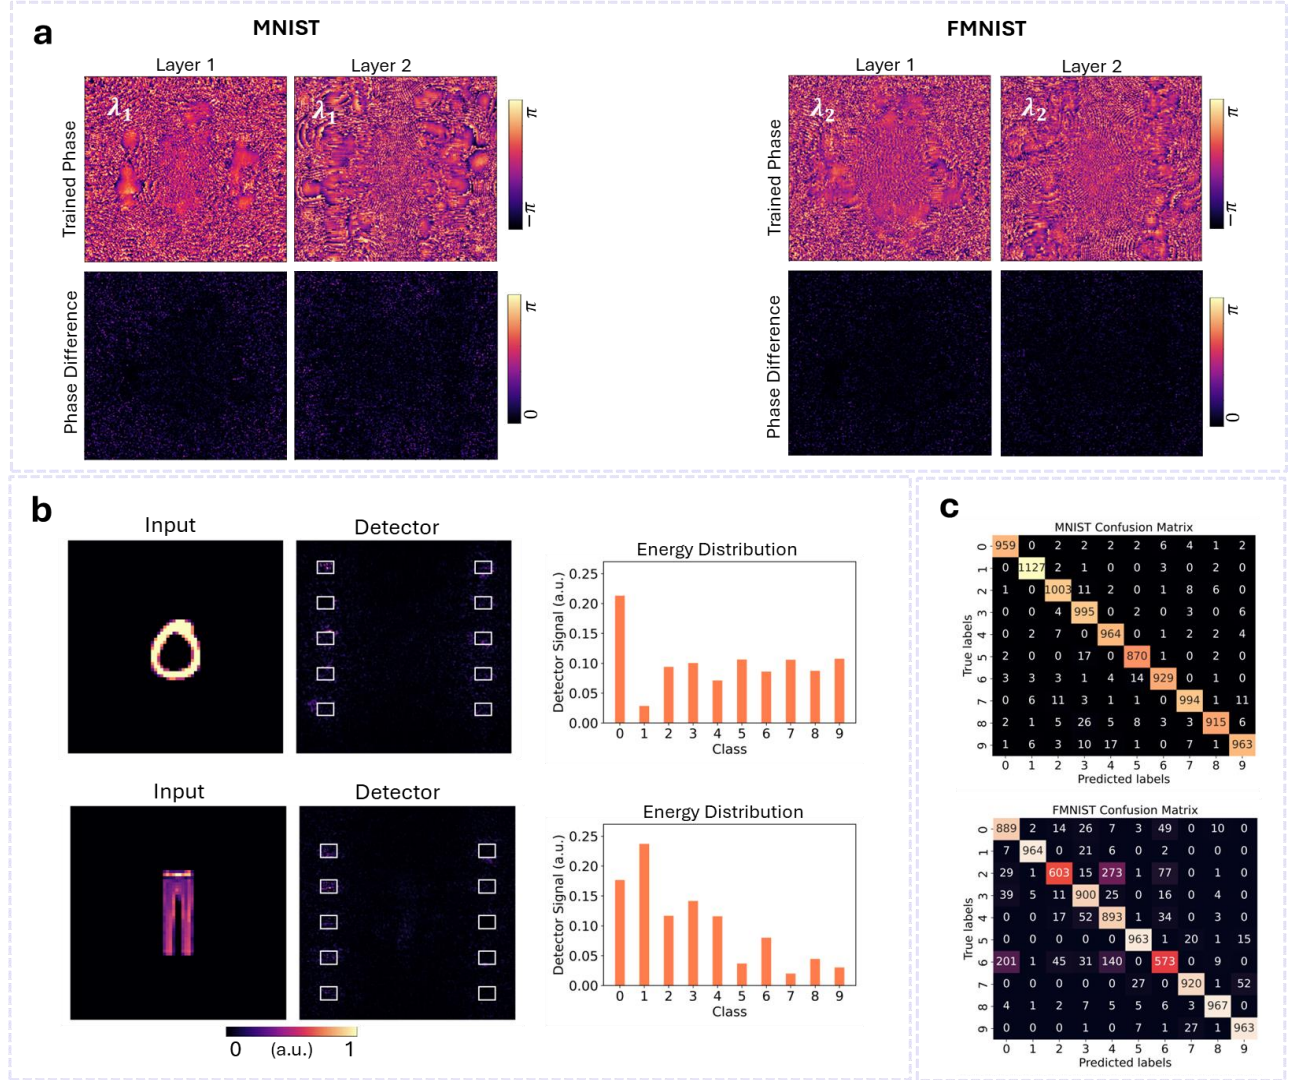 a
MNIST
FMNIST
Layer 1
Layer 2
Layer 1
Layer 2
Trained Phase
λ1
λ1
π
−π
Trained Phase
λ2
λ2
π
−π
Phase Difference
π
0
Phase Difference
π
0
b
Input
Detector
Energy Distribution
Detector Signal (a.u.)
0.25
0.20
0.15
0.10
0.05
0.00
0 1 2 3 4 5 6 7 8 9
Class
Input
Detector
Energy Distribution
Detector Signal (a.u.)
0.25
0.20
0.15
0.10
0.05
0.00
0 1 2 3 4 5 6 7 8 9
Class
0 (a.u.) 1
c
MNIST Confusion Matrix
True labels
0 959 0 2 2 2 2 6 4 1 2
1 0 1127 2 1 0 0 3 0 2 0
2 1 0 1003 11 2 0 1 8 6 0
3 0 0 4 995 0 2 0 3 0 6
4 0 2 7 0 964 0 1 2 2 4
5 2 0 0 17 0 870 1 0 2 0
6 3 3 3 1 4 14 929 0 1 0
7 0 6 11 3 1 1 0 994 1 11
8 2 1 5 26 5 8 3 3 915 6
9 1 6 3 10 17 1 0 7 1 963
0 1 2 3 4 5 6 7 8 9
Predicted labels
FMNIST Confusion Matrix
True labels
0 889 2 14 26 7 3 49 0 10 0
1 7 964 0 21 6 0 2 0 0 0
2 29 1 603 15 273 1 77 0 1 0
3 39 5 11 900 25 0 16 0 4 0
4 0 0 17 52 893 1 34 0 3 0
5 0 0 0 0 0 963 1 20 1 15
6 201 1 45 31 140 0 573 0 9 0
7 0 0 0 0 0 27 0 920 1 52
8 4 1 2 7 5 5 6 3 967 0
9 0 0 0 1 0 7 1 27 1 963
0 1 2 3 4 5 6 7 8 9
Predicted labels